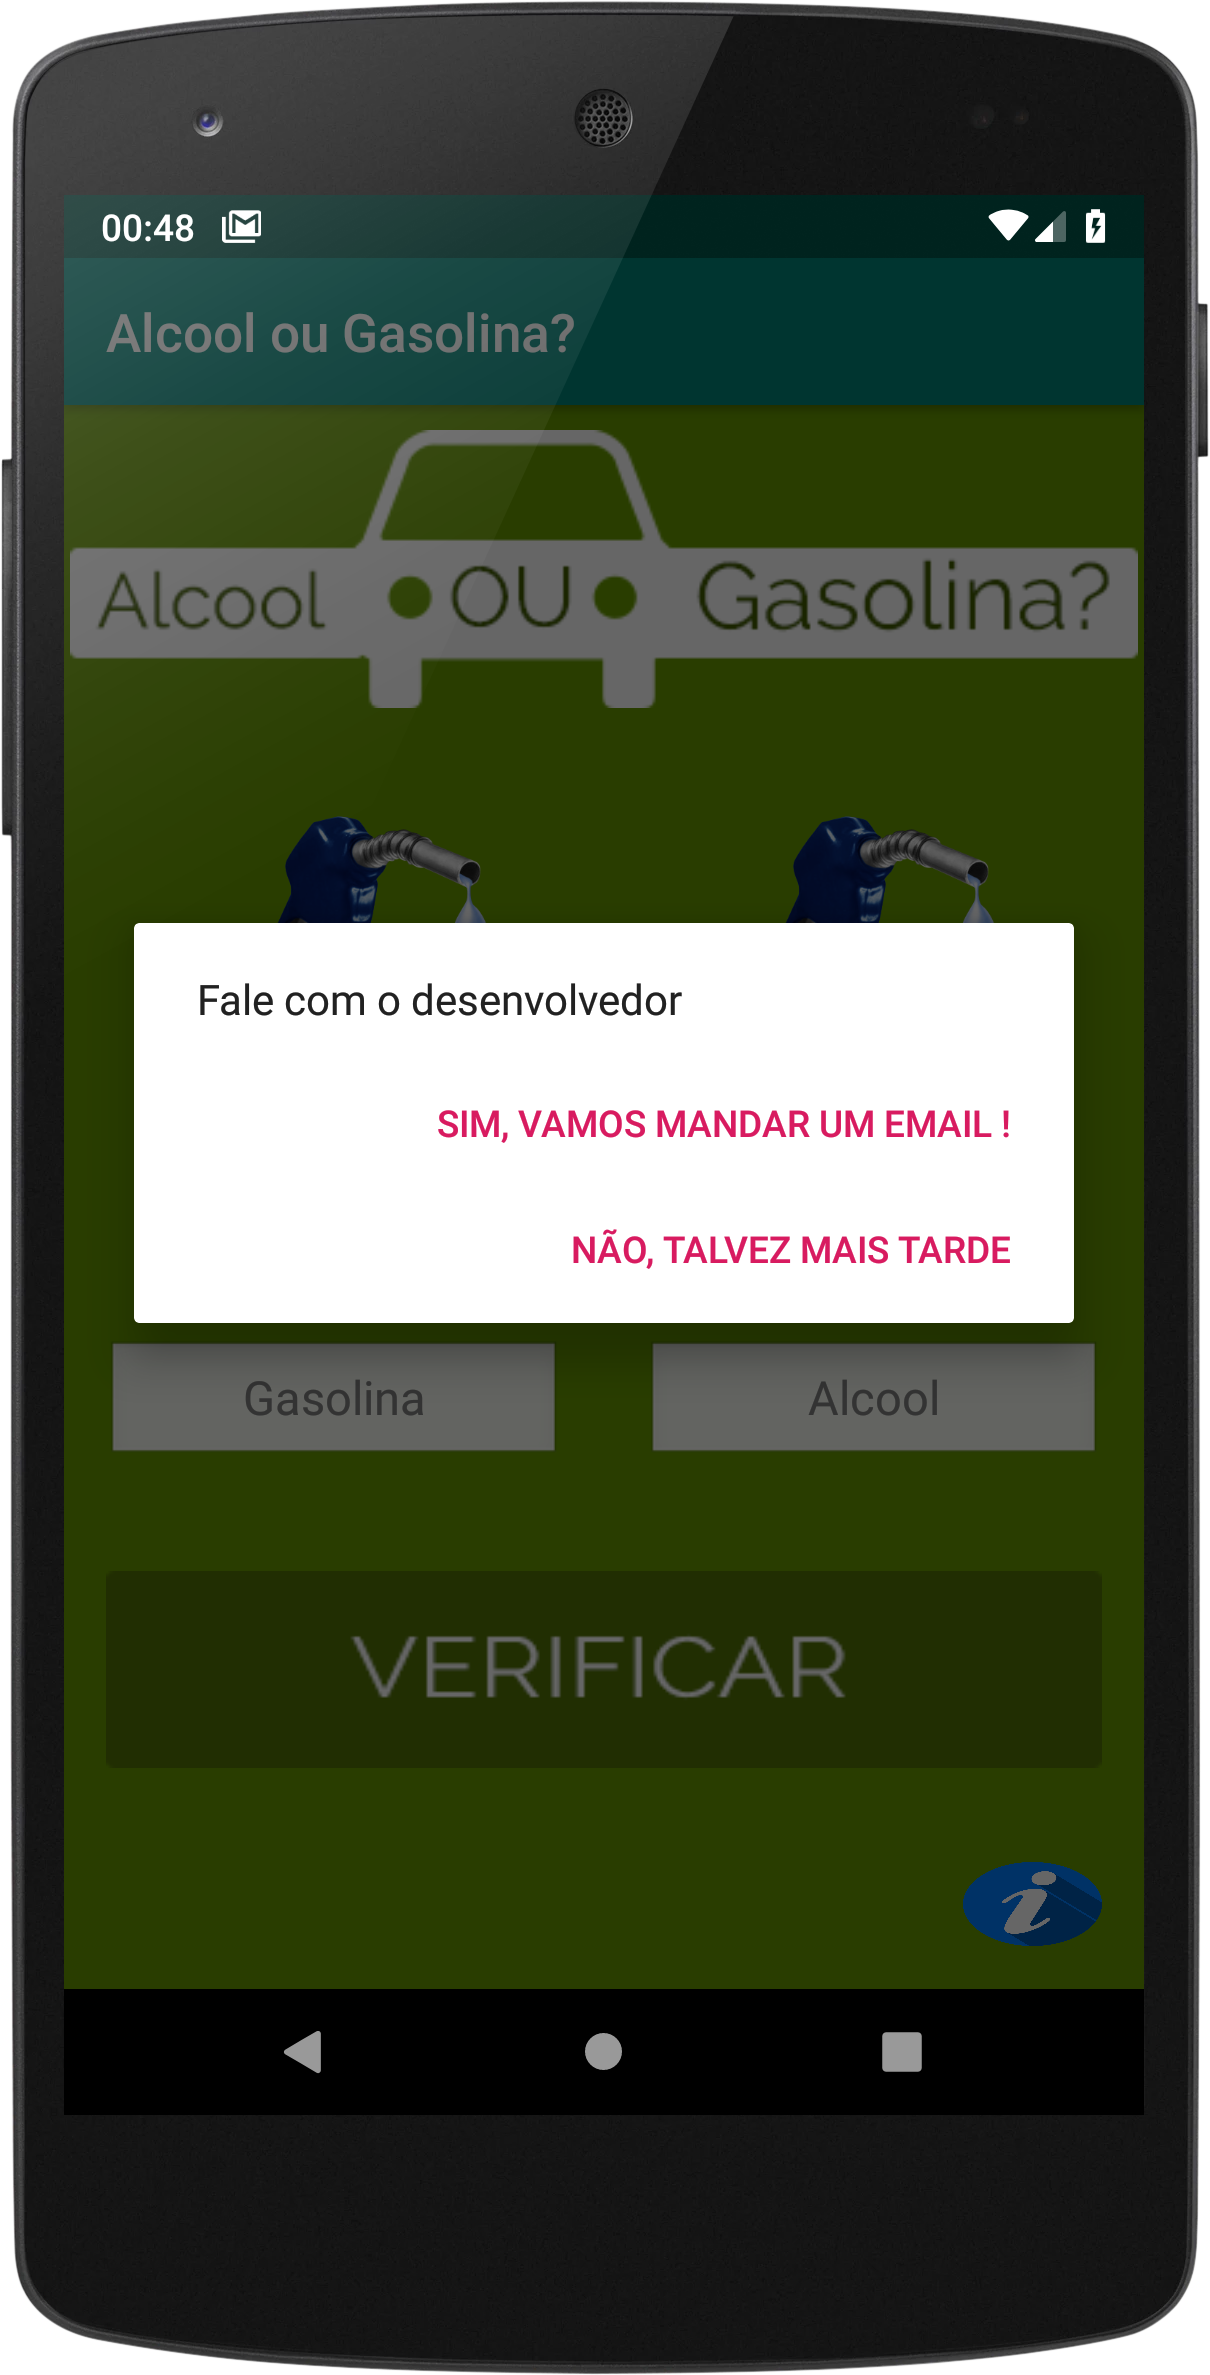 00:48
Alcool ou Gasolina?
Alcool OU Gasolina?
Fale com o desenvolvedor
SIM, VAMOS MANDAR UM EMAIL !
NÃO, TALVEZ MAIS TARDE
Gasolina Alcool
VERIFICAR
i